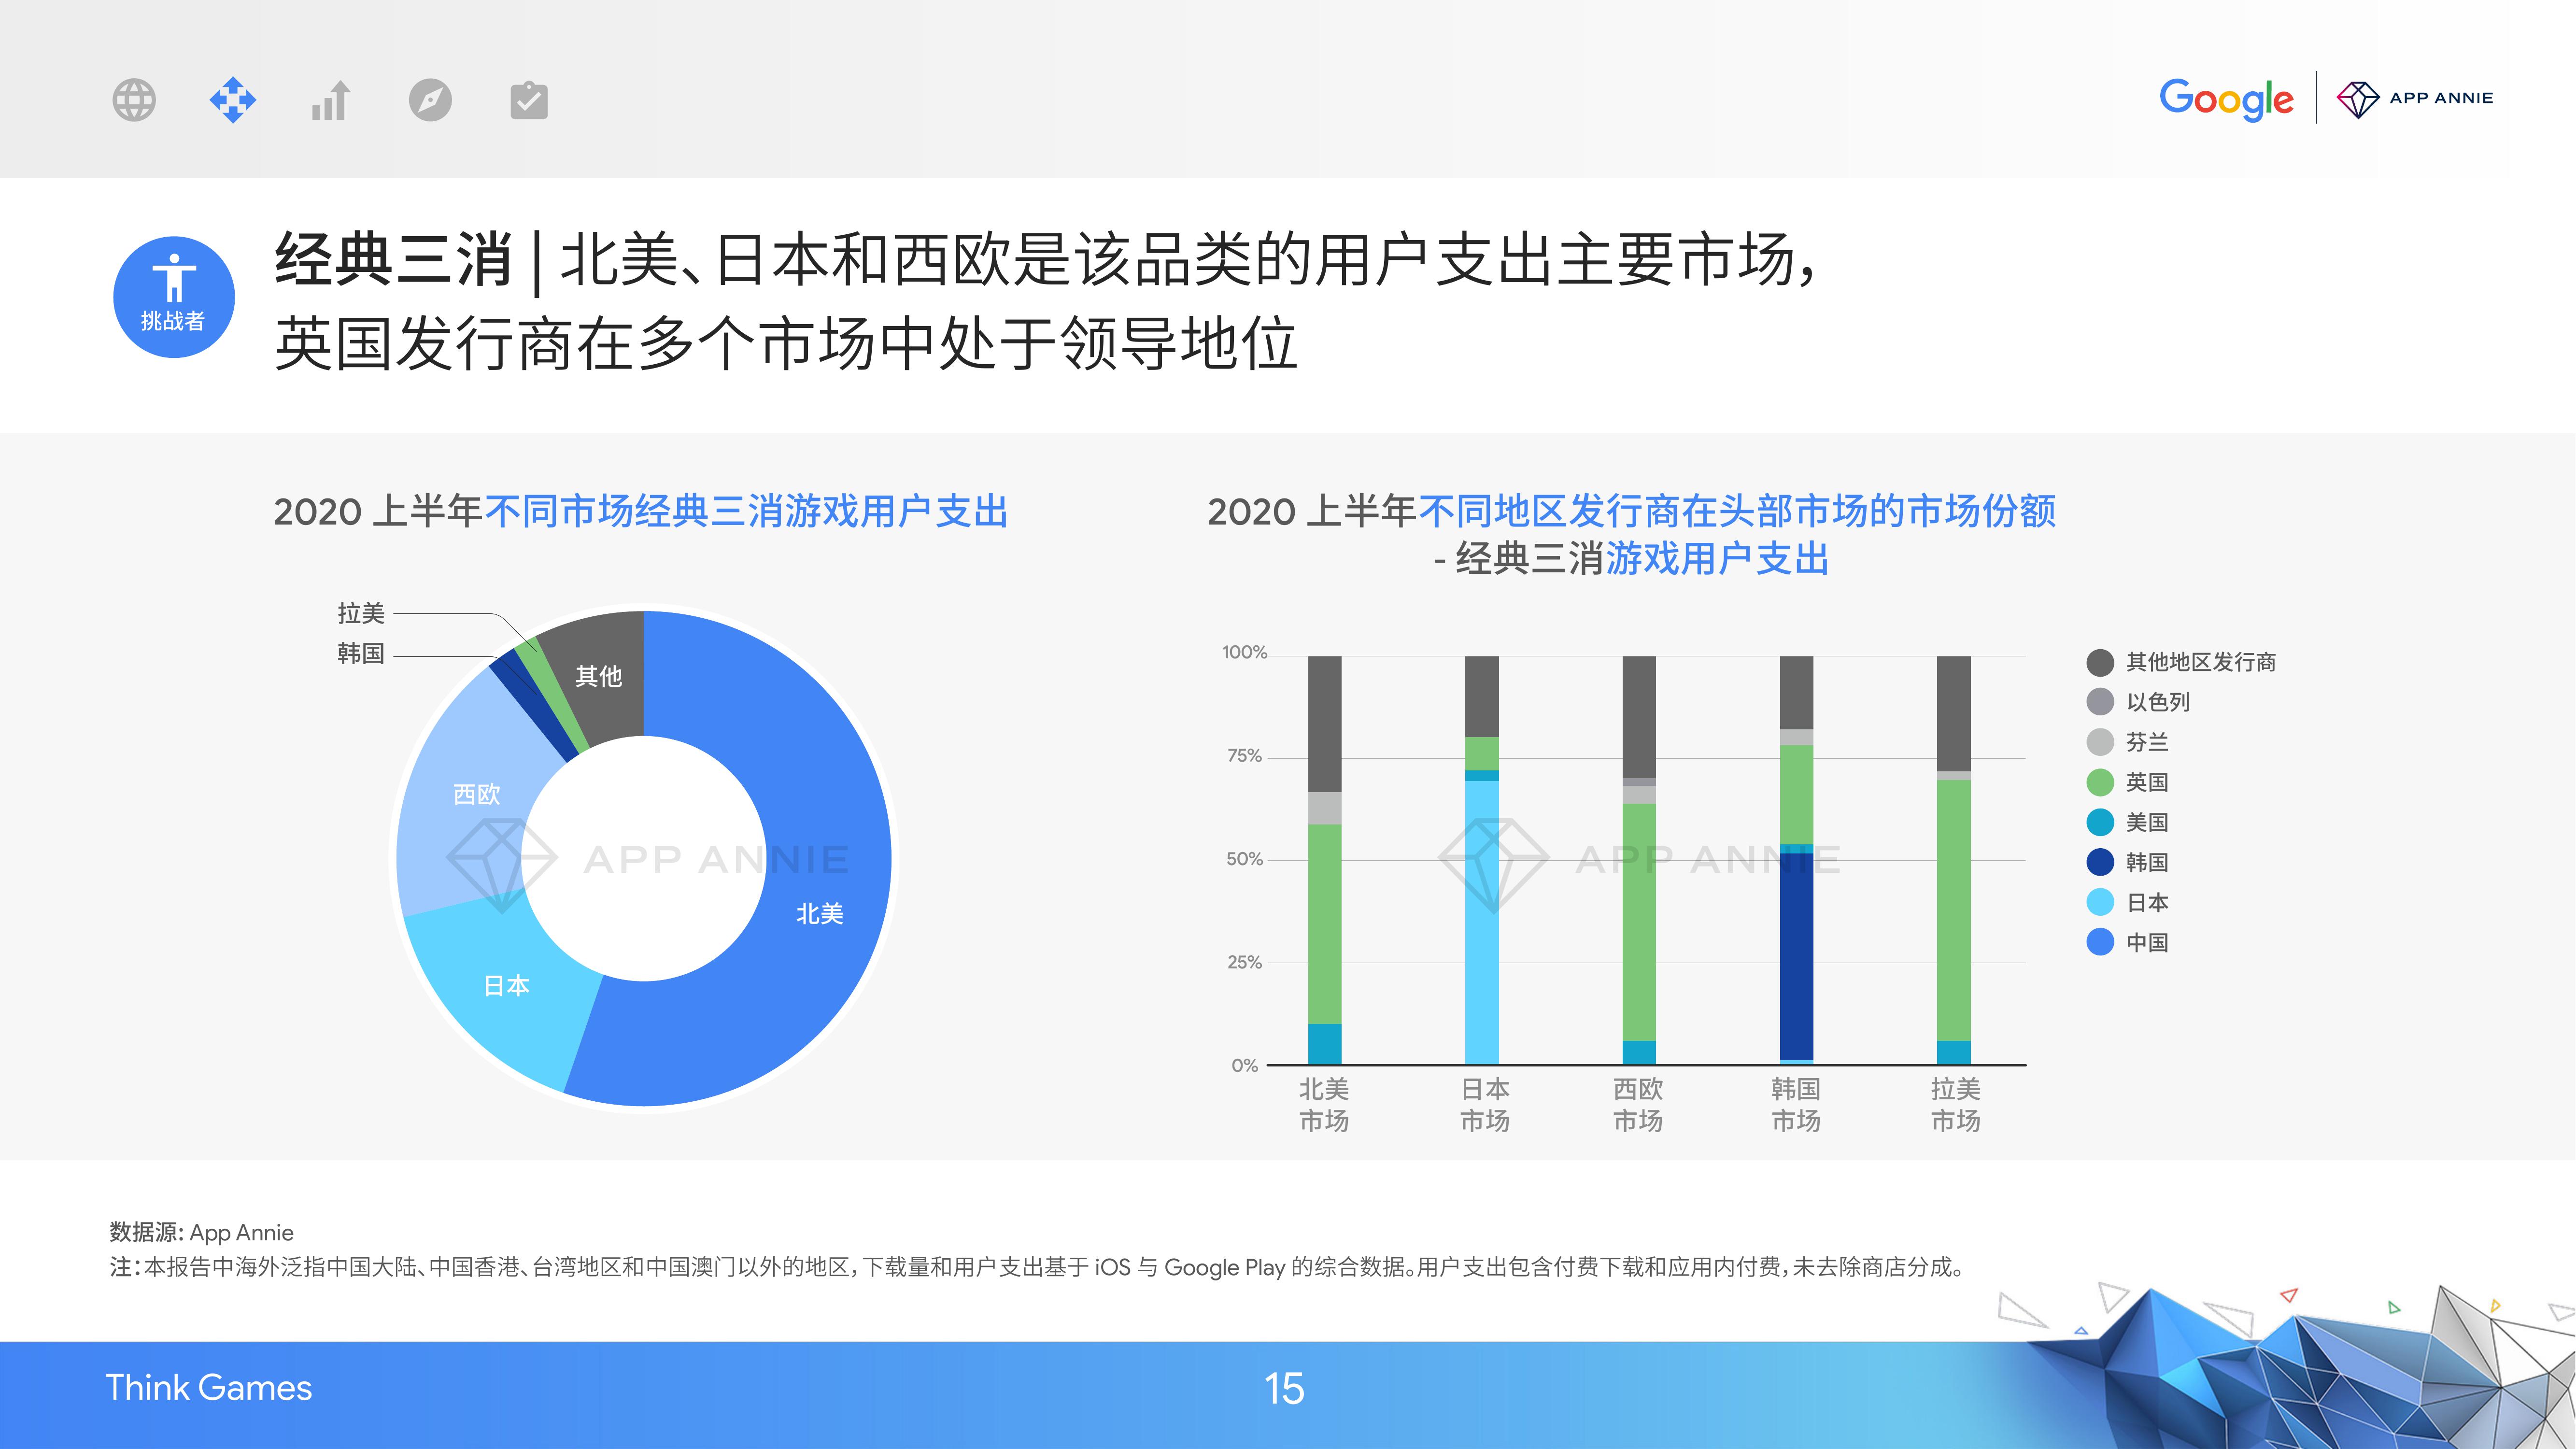 Google
APP ANNIE
挑战者
经典三消 | 北美、日本和西欧是该品类的用户支出主要市场，
英国发行商在多个市场中处于领导地位
2020 上半年不同市场经典三消游戏用户支出
拉美
韩国
其他
西欧
北美
日本
APP ANNIE
2020 上半年不同地区发行商在头部市场的市场份额
- 经典三消游戏用户支出
100%
75%
50%
25%
0%
APP ANNIE
北美
市场
日本
市场
西欧
市场
韩国
市场
拉美
市场
其他地区发行商
以色列
芬兰
英国
美国
韩国
日本
中国
数据源: App Annie
注：本报告中海外泛指中国大陆、中国香港、台湾地区和中国澳门以外的地区，下载量和用户支出基于 iOS 与 Google Play 的综合数据。用户支出包含付费下载和应用内付费，未去除商店分成。
Think Games
15